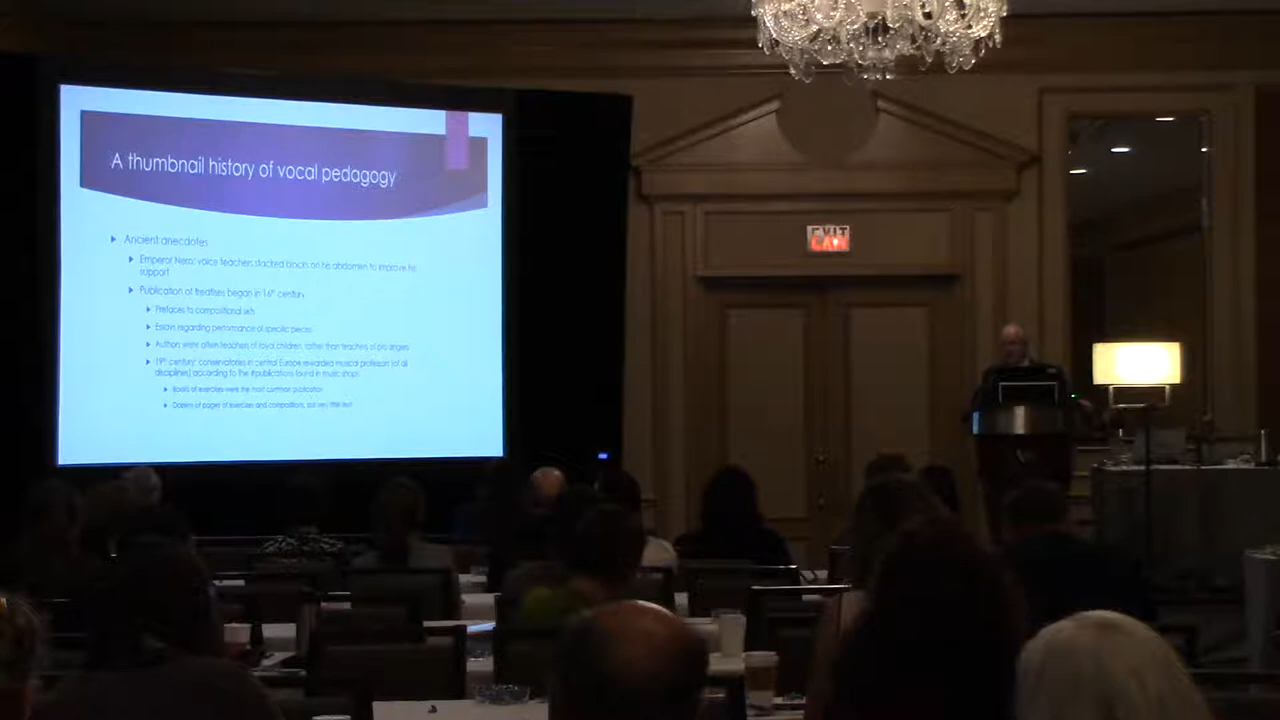 A thumbnail history of vocal pedagogy
Ancient anecdotes
Emperor Nero: voice teachers stacked bricks on his abdomen to improve his
support
Publication of treatises began in 16th century
Prefaces to compositional sets
Essays regarding performance of specific pieces
Authors were often teachers of royal children, rather than teachers of pro singers
19th century: conservatories in central Europe rewarded musical professors (of all
disciplines) according to the #publications found in music shops
Books of exercises were the most common publication
Dozens of pages of exercises and compositions, but very little text
EXIT